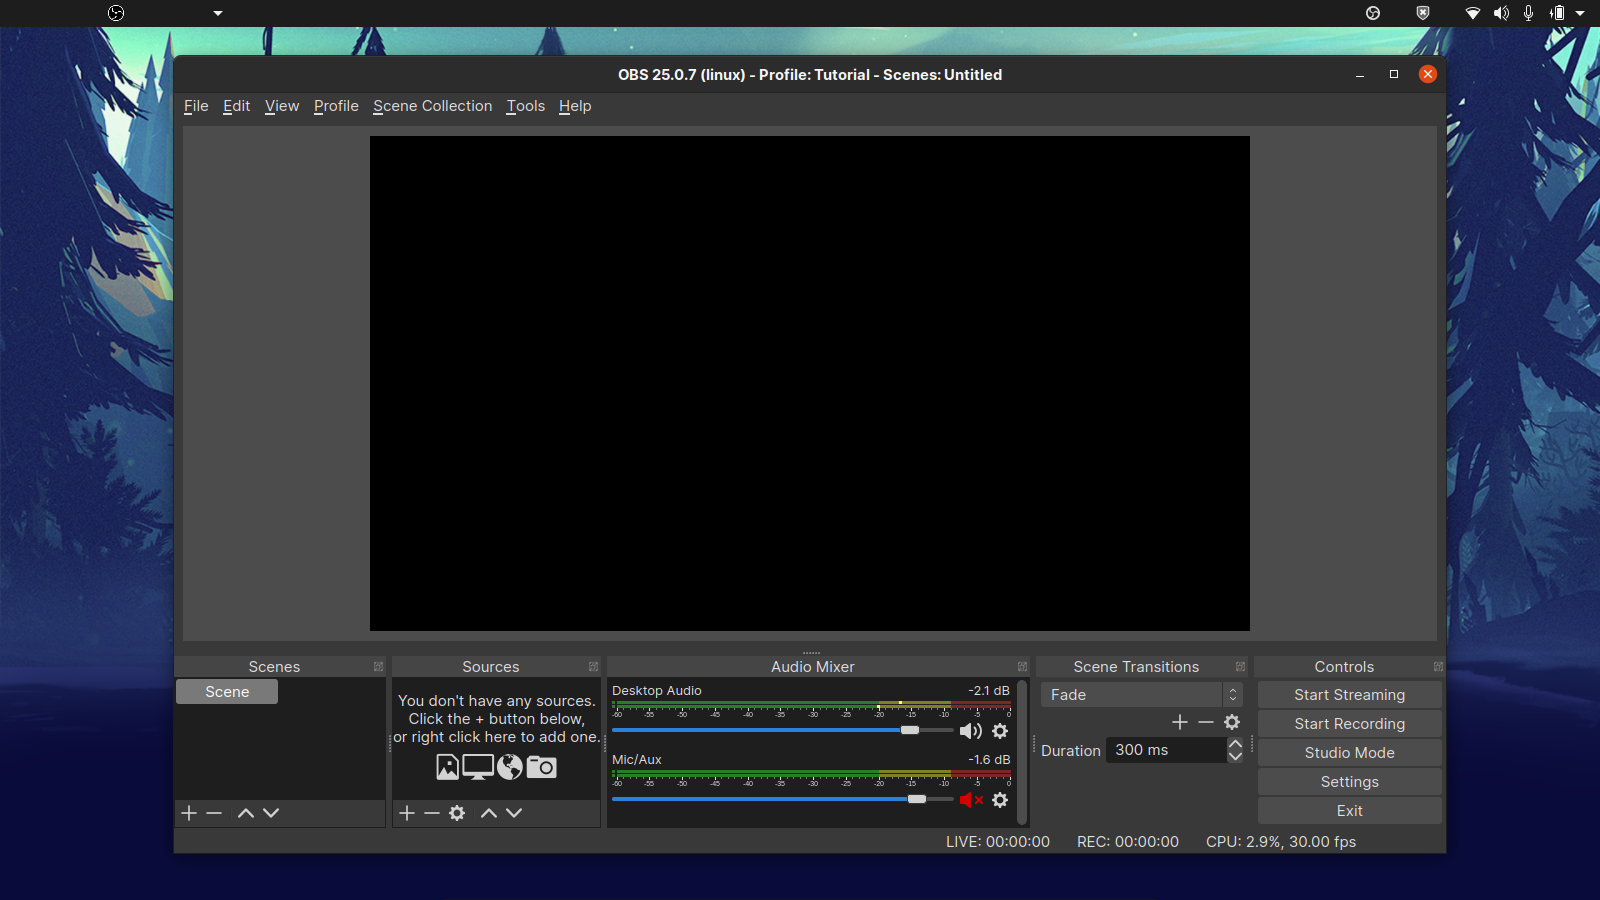 OBS 25.0.7 (linux) - Profile: Tutorial - Scenes: Untitled
File Edit View Profile Scene Collection Tools Help
Scenes
Scene
Sources
You don't have any sources.
Click the + button below,
or right click here to add one.
Audio Mixer
Desktop Audio -2.1 dB
-60 -55 -50 -45 -40 -35 -30 -25 -20 -15 -10 -5 0
Mic/Aux -1.6 dB
-60 -55 -50 -45 -40 -35 -30 -25 -20 -15 -10 -5 0
Scene Transitions
Fade
Duration 300 ms
Controls
Start Streaming
Start Recording
Studio Mode
Settings
Exit
LIVE: 00:00:00 REC: 00:00:00 CPU: 2.9%, 30.00 fps